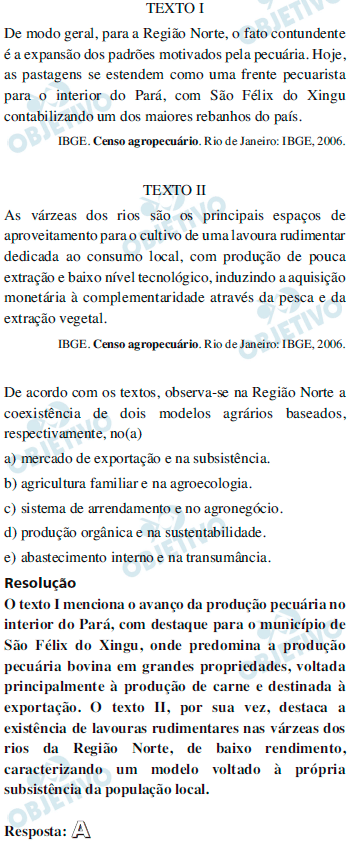 TEXTO I
De modo geral, para a Região Norte, o fato contundente
é a expansão dos padrões motivados pela pecuária. Hoje,
as pastagens se estendem como uma frente pecuarista
para o interior do Pará, com São Félix do Xingu
contabilizando um dos maiores rebanhos do país.
IBGE. Censo agropecuário. Rio de Janeiro: IBGE, 2006.
TEXTO II
As várzeas dos rios são os principais espaços de
aproveitamento para o cultivo de uma lavoura rudimentar
dedicada ao consumo local, com produção de pouca
extração e baixo nível tecnológico, induzindo a aquisição
monetária à complementaridade através da pesca e da
extração vegetal.
IBGE. Censo agropecuário. Rio de Janeiro: IBGE, 2006.
De acordo com os textos, observa-se na Região Norte a
coexistência de dois modelos agrários baseados,
respectivamente, no(a)
a) mercado de exportação e na subsistência.
b) agricultura familiar e na agroecologia.
c) sistema de arrendamento e no agronegócio.
d) produção orgânica e na sustentabilidade.
e) abastecimento interno e na transumância.
Resolução
O texto I menciona o avanço da produção pecuária no
interior do Pará, com destaque para o município de
São Félix do Xingu, onde predomina a produção
pecuária bovina em grandes propriedades, voltada
principalmente à produção de carne e destinada à
exportação. O texto II, por sua vez, destaca a
existência de lavouras rudimentares nas várzeas dos
rios da Região Norte, de baixo rendimento,
caracterizando um modelo voltado à própria
subsistência da população local.
Resposta: A
OBJETIVO
OBJETIVO
OBJETIVO
OBJETIVO
OBJETIVO
OBJETIVO
OBJETIVO
OBJETIVO
OBJETIVO